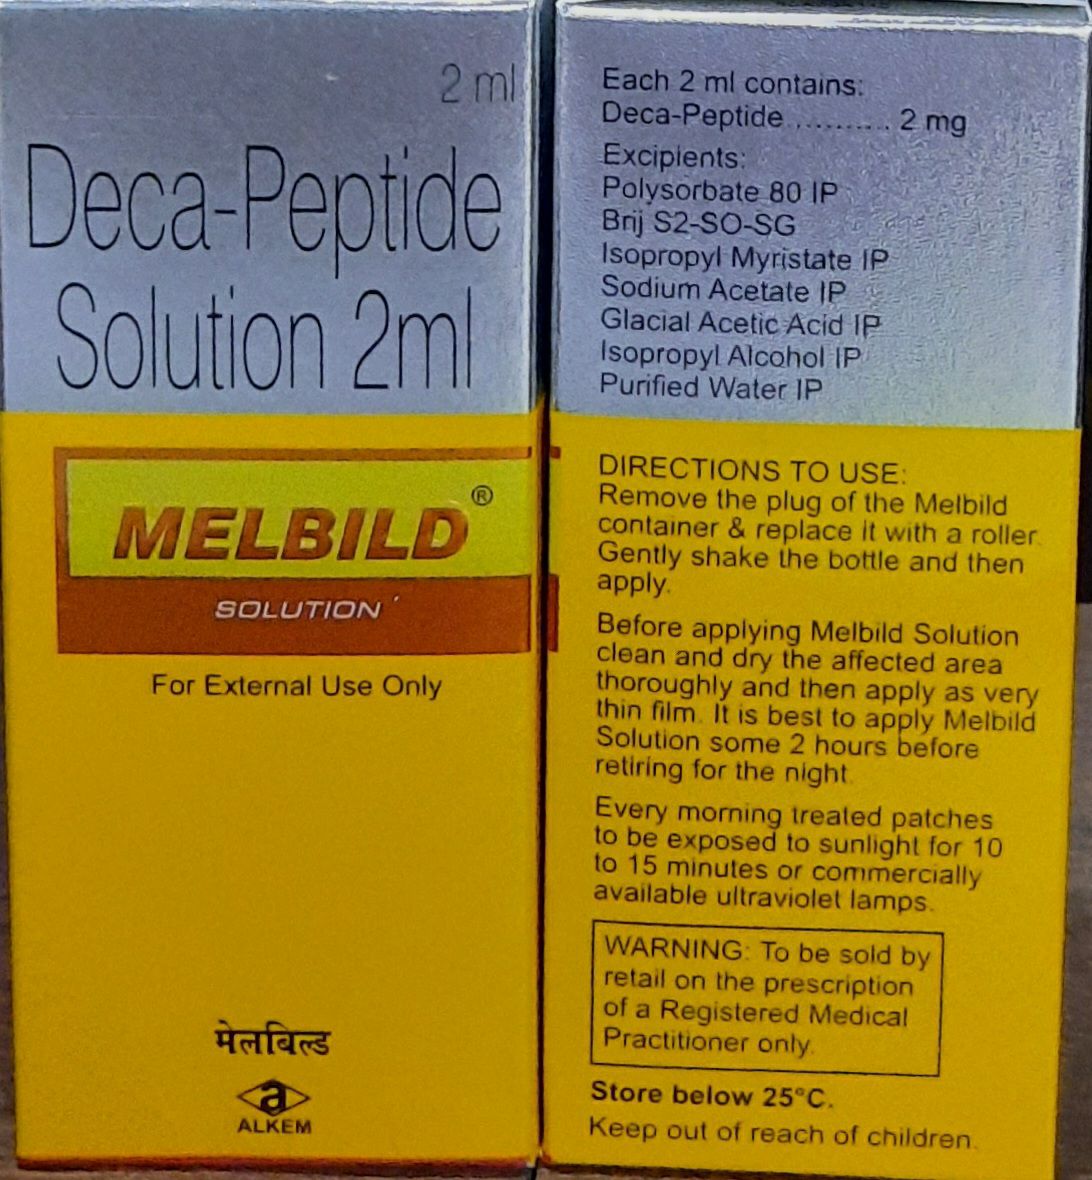 2 ml
Deca-Peptide
Solution 2ml
MELBILD®
SOLUTION
For External Use Only
मेलबिल्ड
a
ALKEM
Each 2 ml contains:
Deca-Peptide ........... 2 mg
Excipients:
Polysorbate 80 IP
Brij S2-SO-SG
Isopropyl Myristate IP
Sodium Acetate IP
Glacial Acetic Acid IP
Isopropyl Alcohol IP
Purified Water IP
DIRECTIONS TO USE:
Remove the plug of the Melbild
container & replace it with a roller.
Gently shake the bottle and then
apply.
Before applying Melbild Solution
clean and dry the affected area
thoroughly and then apply as very
thin film. It is best to apply Melbild
Solution some 2 hours before
retiring for the night.
Every morning treated patches
to be exposed to sunlight for 10
to 15 minutes or commercially
available ultraviolet lamps.
WARNING: To be sold by
retail on the prescription
of a Registered Medical
Practitioner only.
Store below 25°C.
Keep out of reach of children.